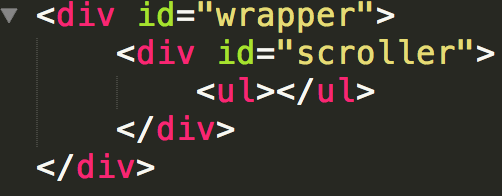 <div id="wrapper">
<div id="scroller">
<ul></ul>
</div>
</div>